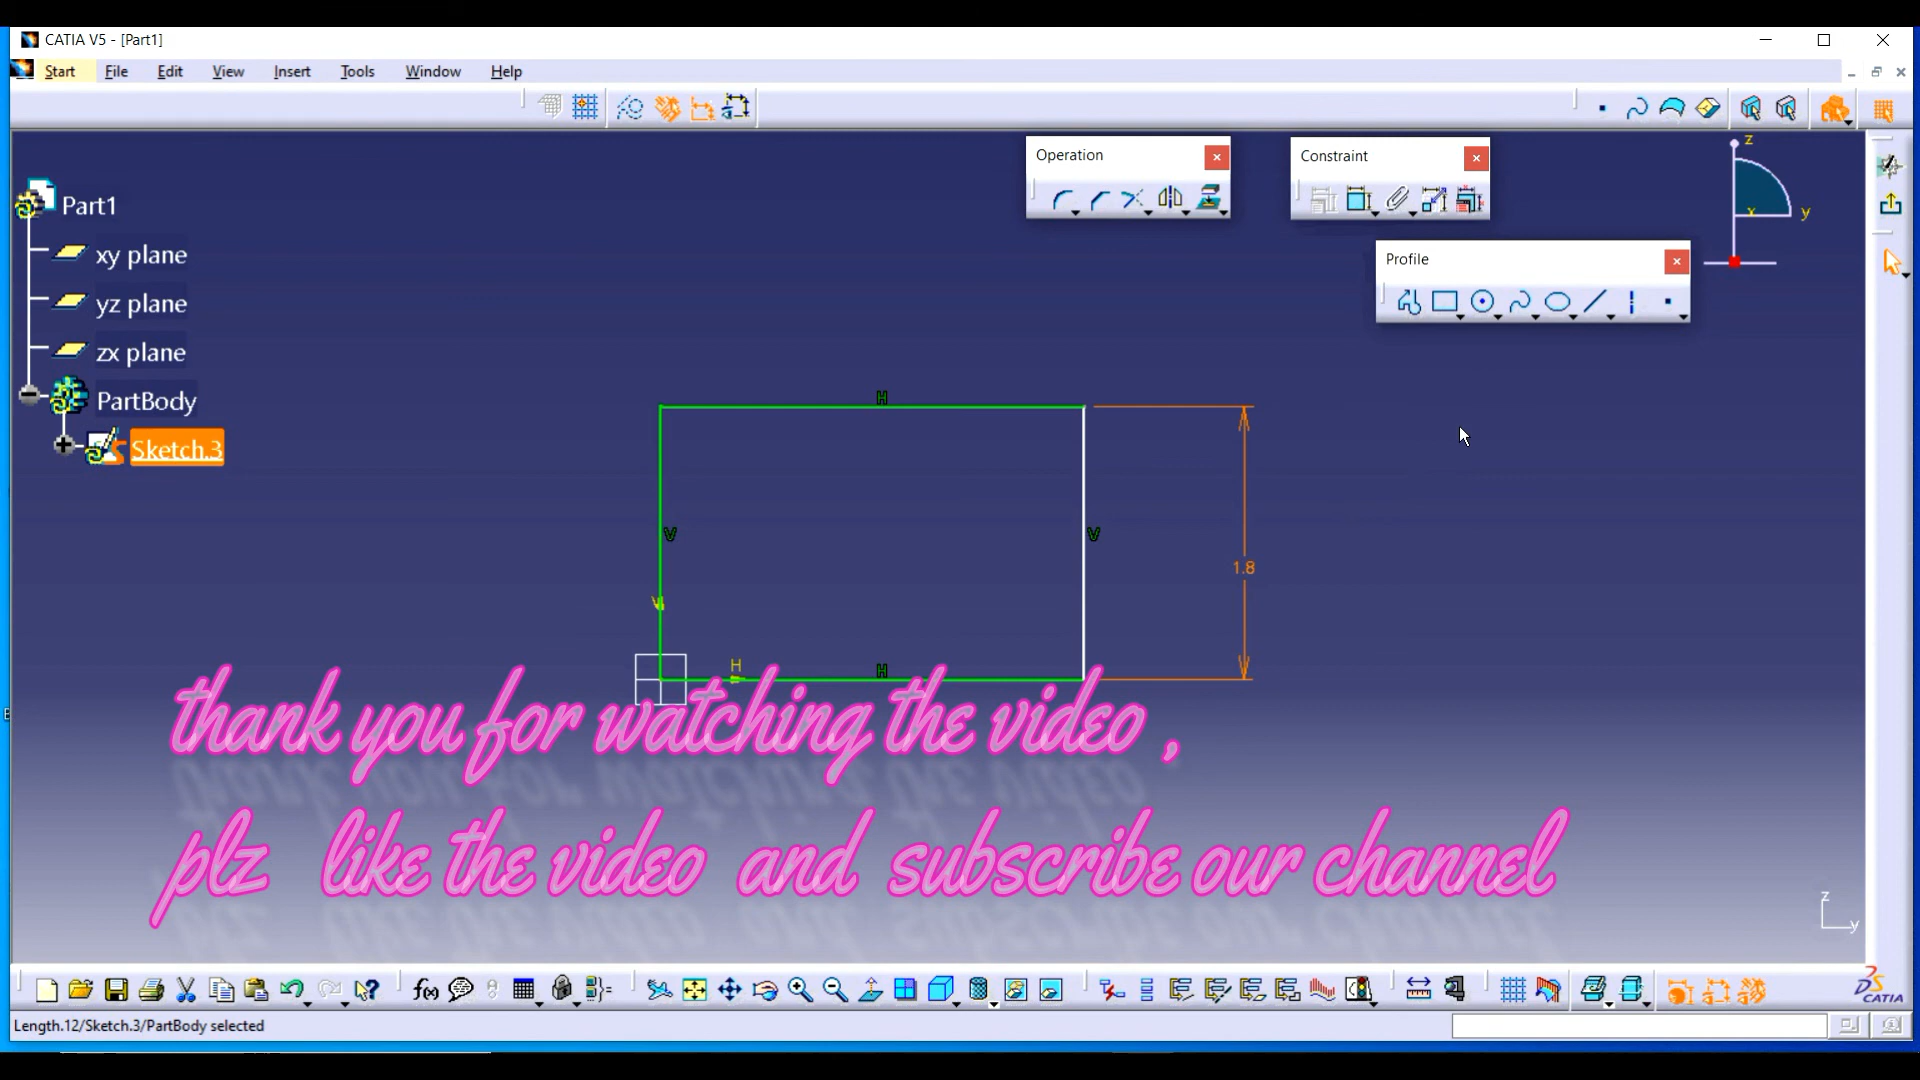 CATIA V5 - [Part1]
Start File Edit View Insert Tools Window Help
Operation
Constraint
Profile
z
x
y
Part1
xy plane
yz plane
zx plane
PartBody
Sketch.3
H
V
V
1.8
V
H
H
thank you for watching the video ,
plz like the video and subscribe our channel
z
y
f(x)
CATIA
Length.12/Sketch.3/PartBody selected